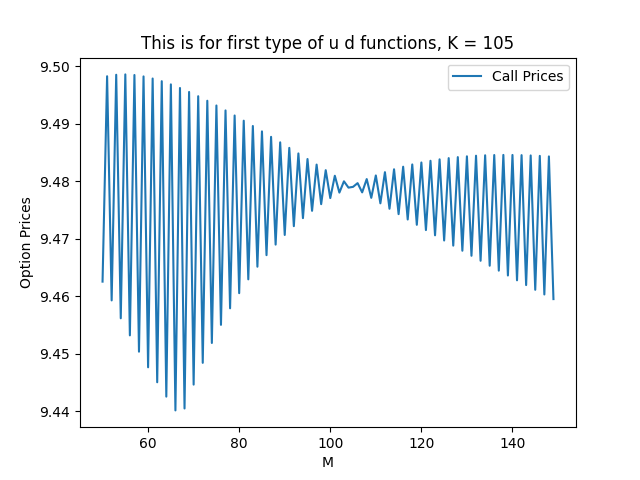 This is for first type of u d functions, K = 105
Call Prices
Option Prices
9.50
9.49
9.48
9.47
9.46
9.45
9.44
60 80 100 120 140
M